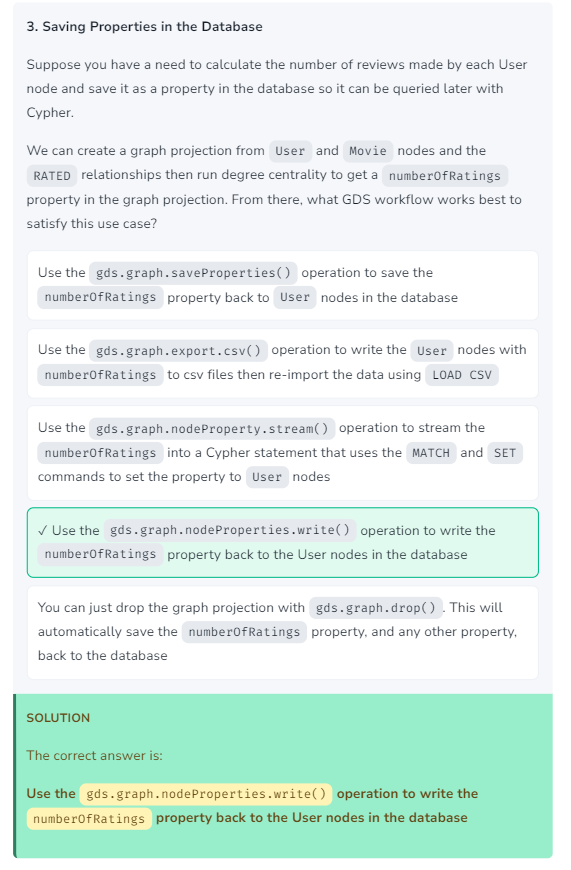 3. Saving Properties in the Database
Suppose you have a need to calculate the number of reviews made by each User
node and save it as a property in the database so it can be queried later with
Cypher.
We can create a graph projection from User and Movie nodes and the
RATED relationships then run degree centrality to get a numberOfRatings
property in the graph projection. From there, what GDS workflow works best to
satisfy this use case?
Use the gds.graph.saveProperties() operation to save the
numberOfRatings property back to User nodes in the database
Use the gds.graph.export.csv() operation to write the User nodes with
numberOfRatings to csv files then re-import the data using LOAD CSV
Use the gds.graph.nodeProperty.stream() operation to stream the
numberOfRatings into a Cypher statement that uses the MATCH and SET
commands to set the property to User nodes
✓ Use the gds.graph.nodeProperties.write() operation to write the
numberOfRatings property back to the User nodes in the database
You can just drop the graph projection with gds.graph.drop(). This will
automatically save the numberOfRatings property, and any other property,
back to the database
SOLUTION
The correct answer is:
Use the gds.graph.nodeProperties.write() operation to write the
numberOfRatings property back to the User nodes in the database